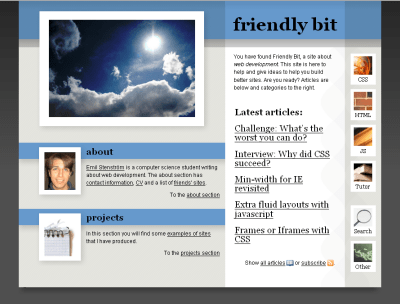 friendly bit
You have found Friendly Bit, a site about
web development. This site is here to
help and give ideas to help you build
better sites. Are you ready? Articles are
below and categories to the right.
CSS
HTML
JS
Tutor
Search
Other
Latest articles:
Challenge: What's the
worst you can do?
Interview: Why did CSS
succeed?
Min-width for IE
revisited
Extra fluid layouts with
javascript
Frames or Iframes with
CSS
Show all articles or subscribe
about
Emil Stenström is a computer science student writing
about web development. The about section has
contact information, CV and a list of friends' sites.
To the about section
projects
In this section you will find some examples of sites
that I have produced.
To the projects section